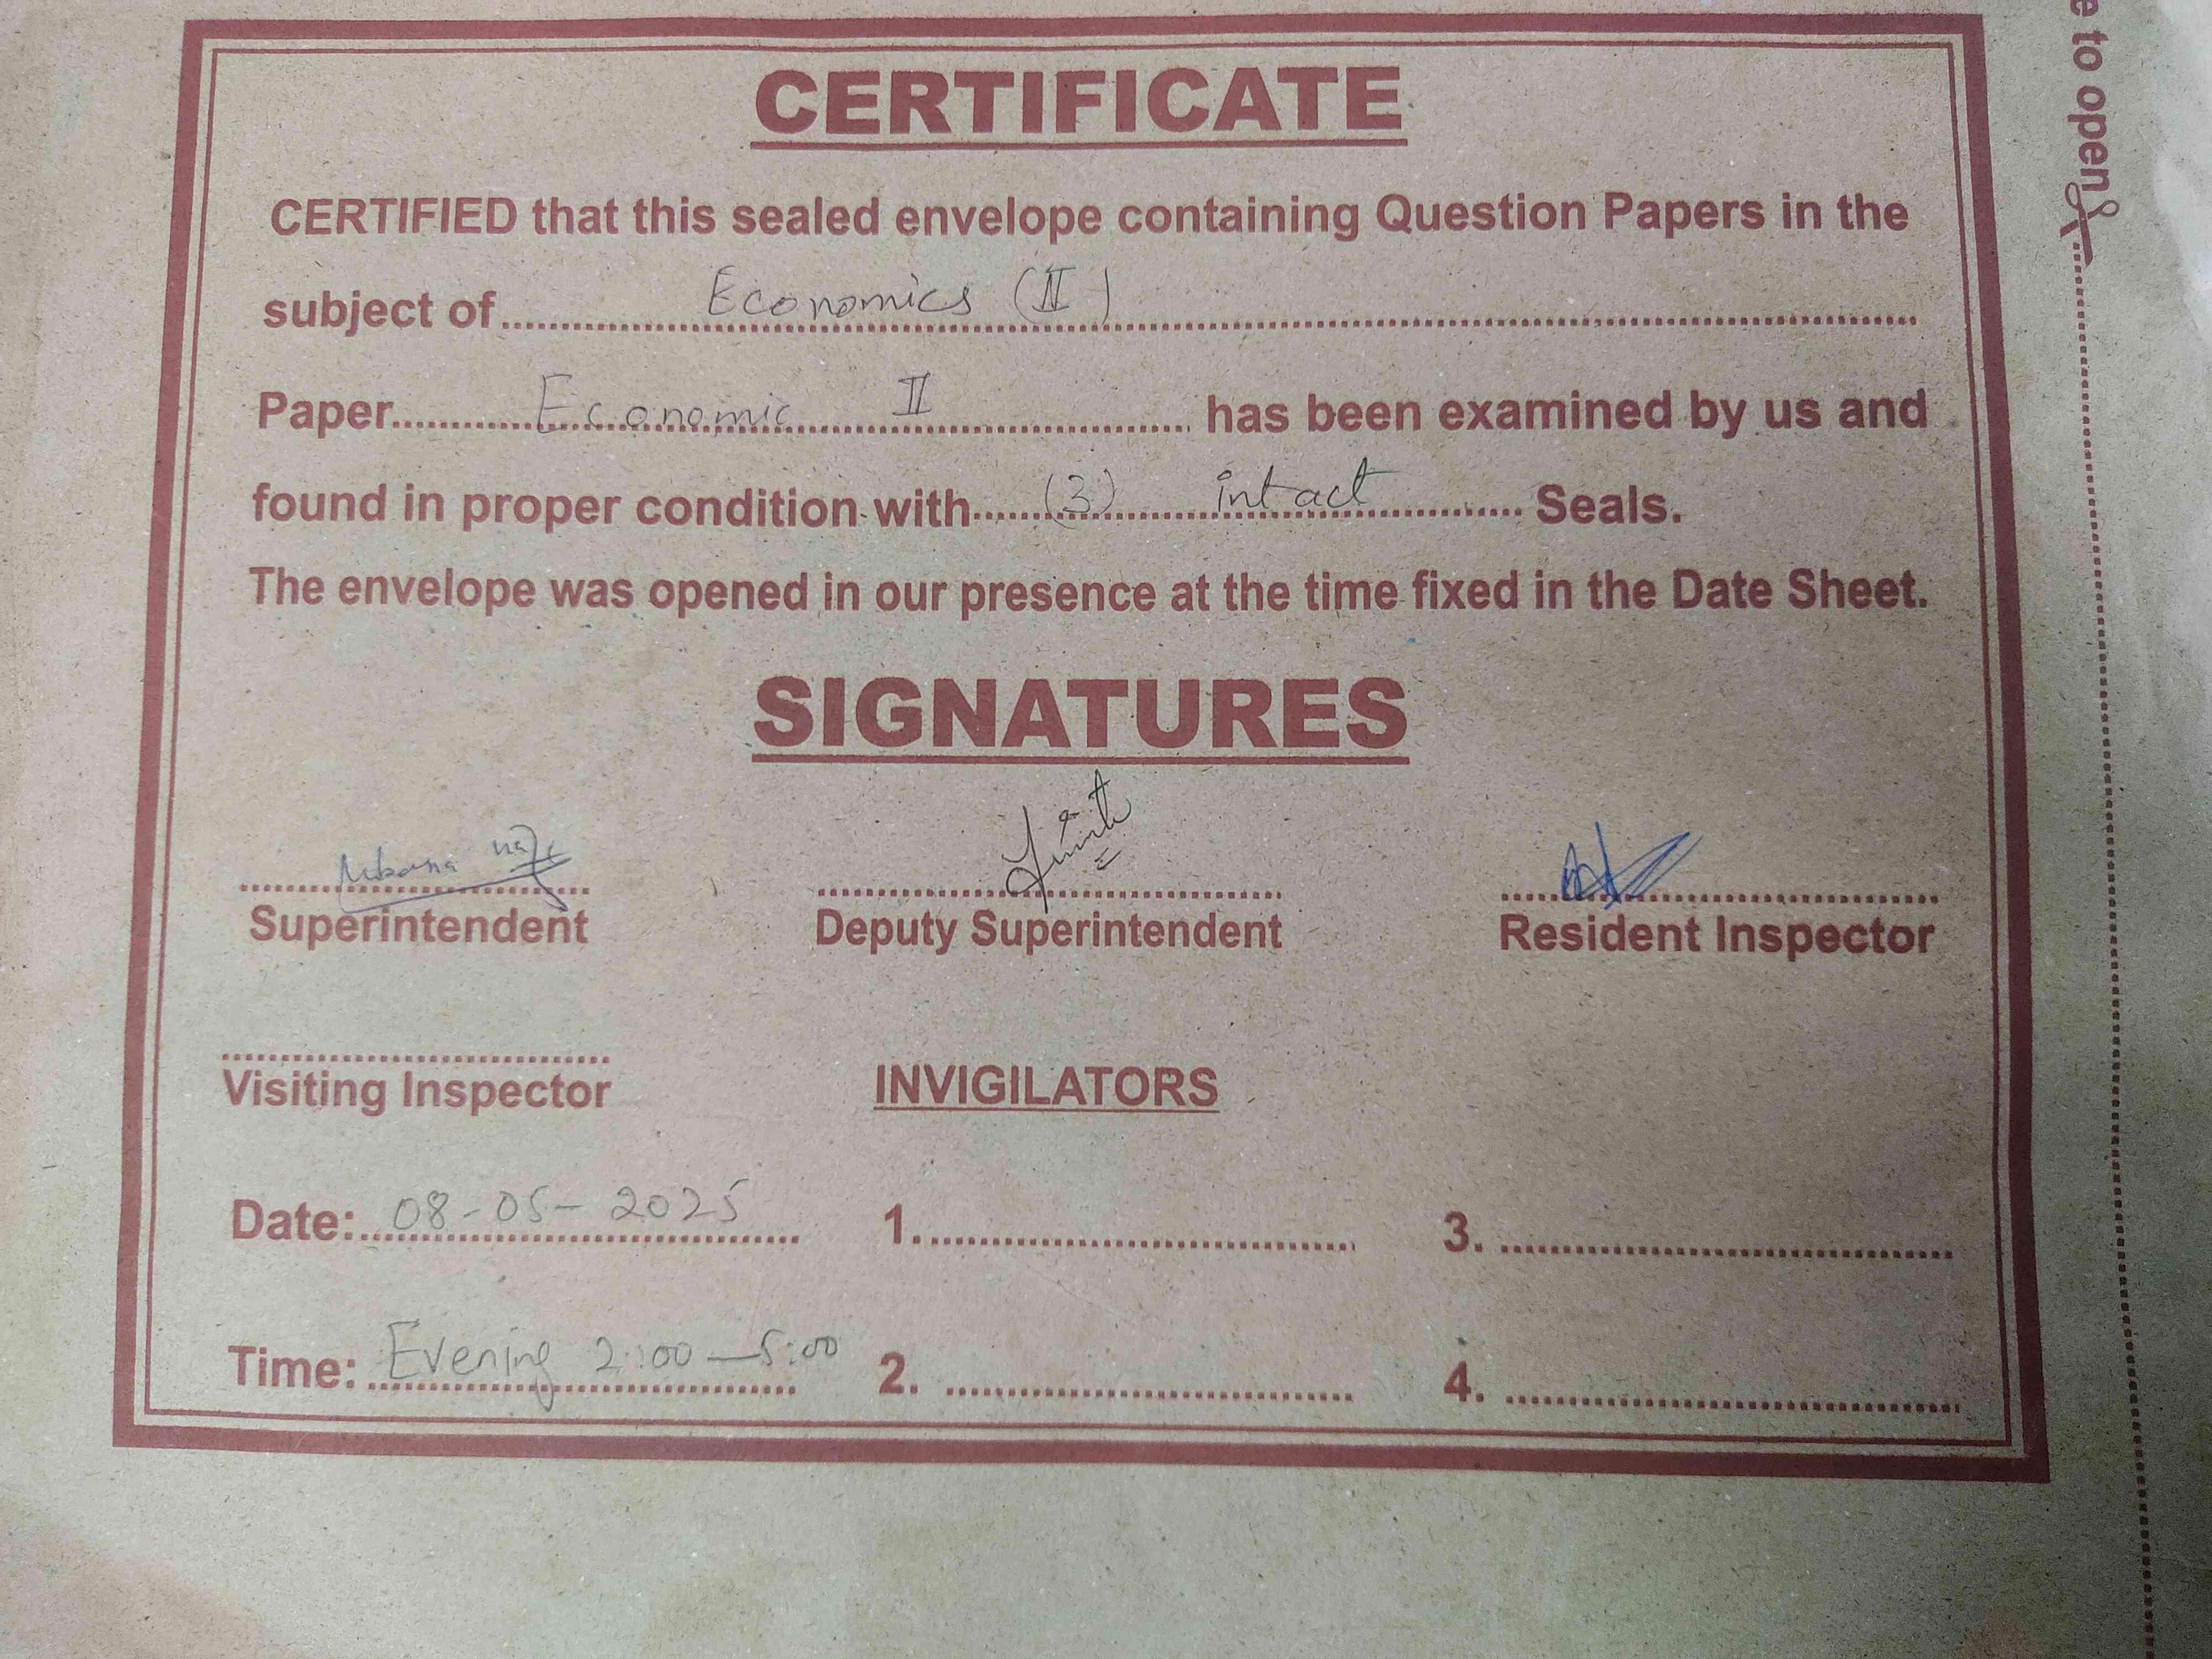 CERTIFICATE
CERTIFIED that this sealed envelope containing Question Papers in the
subject of Economics (II)
Paper Economic II has been examined by us and
found in proper condition with (3) intact Seals.
The envelope was opened in our presence at the time fixed in the Date Sheet.
SIGNATURES
Superintendent Deputy Superintendent Resident Inspector
Visiting Inspector INVIGILATORS
Date: 08-05-2025 1. 3.
Time: Evening 2:00 - 5:00 2. 4.
e to open